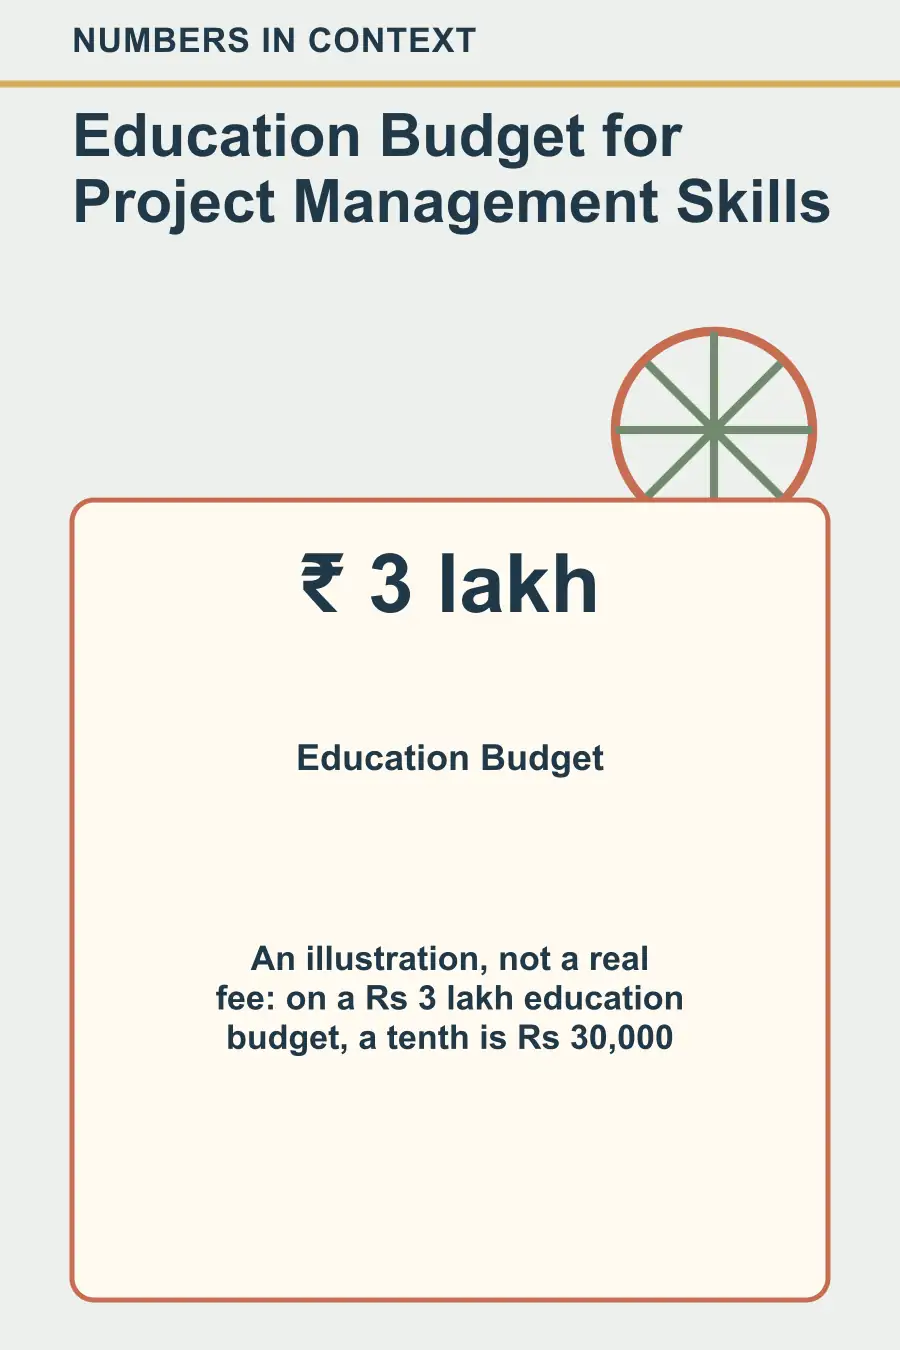 NUMBERS IN CONTEXT
Education Budget for
Project Management Skills
₹ 3 lakh
Education Budget
An illustration, not a real
fee: on a Rs 3 lakh education
budget, a tenth is Rs 30,000